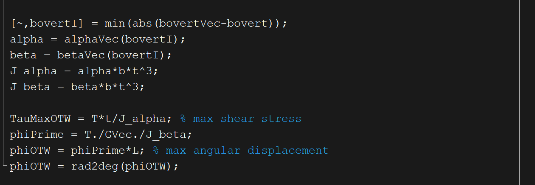 [~,bovertI] = min(abs(bovertVec-bovert));
alpha = alphaVec(bovertI);
beta = betaVec(bovertI);
J_alpha = alpha*b*t^3;
J_beta = beta*b*t^3;
TauMaxOTW = T*t/J_alpha; % max shear stress
phiPrime = T./GVec./J_beta;
phiOTW = phiPrime*L; % max angular displacement
phiOTW = rad2deg(phiOTW);